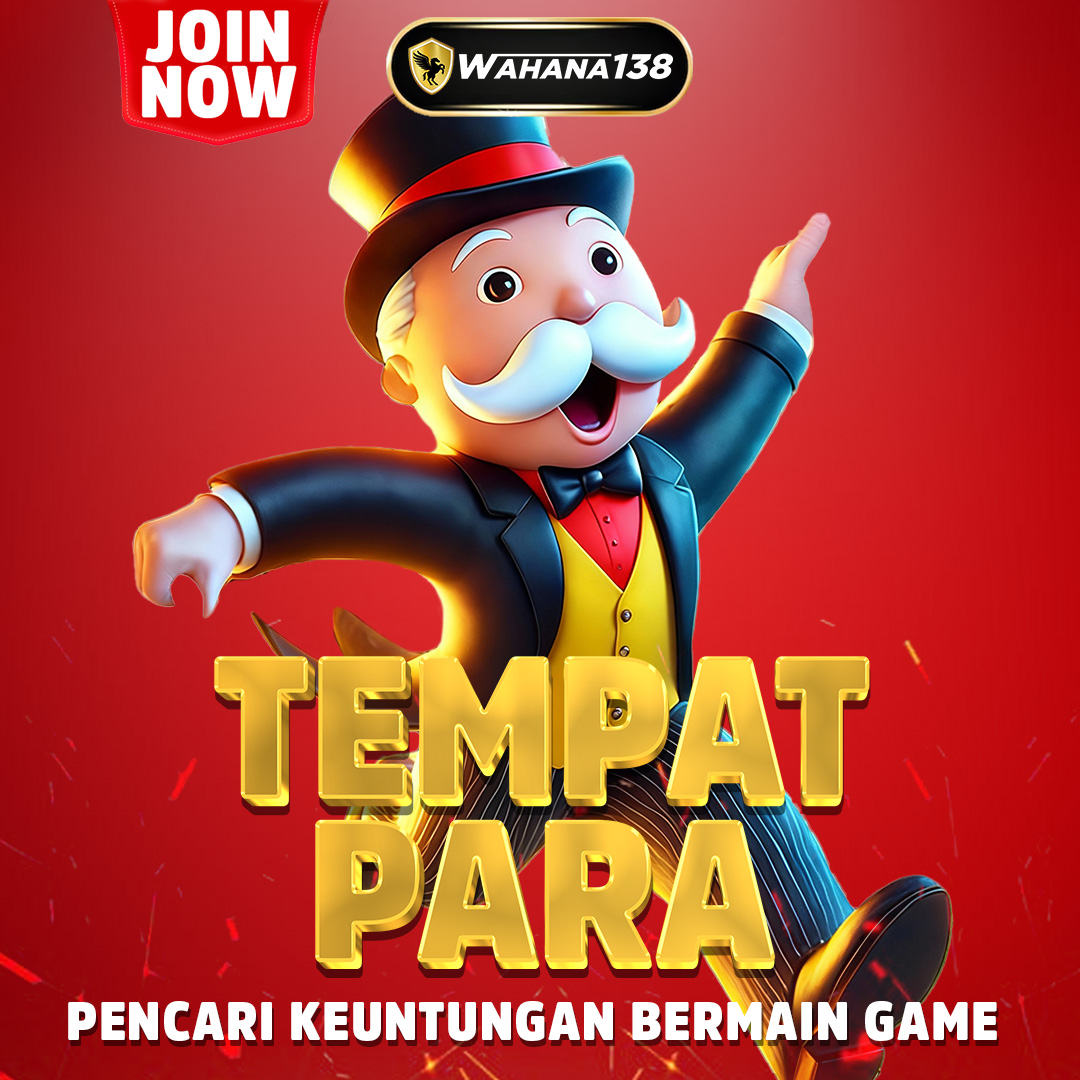 JOIN
NOW
WAHANA138
TEMPAT
PARA
PENCARI KEUNTUNGAN BERMAIN GAME